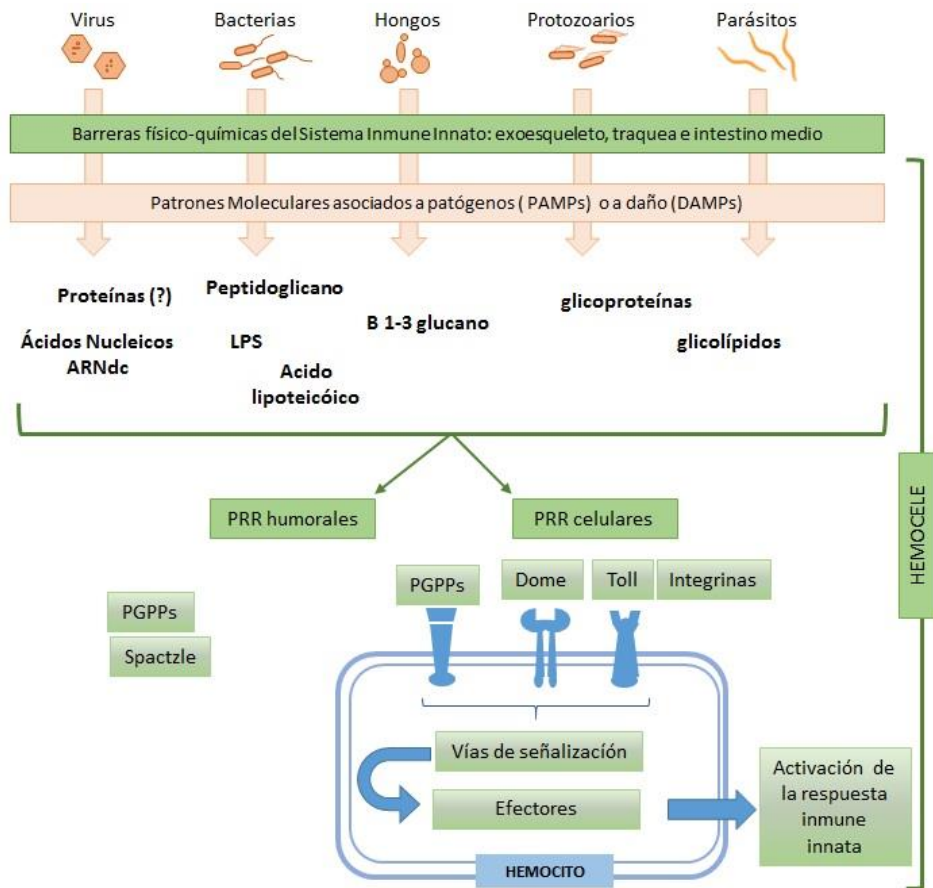 Virus
Bacterias
Hongos
Protozoarios
Parásitos
Barreras físico-químicas del Sistema Inmune Innato: exoesqueleto, traquea e intestino medio
Patrones Moleculares asociados a patógenos ( PAMPs) o a daño (DAMPs)
Proteínas (?)
Ácidos Nucleicos
ARNdc
Peptidoglicano
LPS
Acido
lipoteicóico
B 1-3 glucano
glicoproteínas
glicolípidos
HEMOCELE
PRR humorales
PRR celulares
PGPPs
Spactzle
PGPPs
Dome
Toll
Integrinas
Vías de señalización
Efectores
HEMOCITO
Activación de
la respuesta
inmune
innata